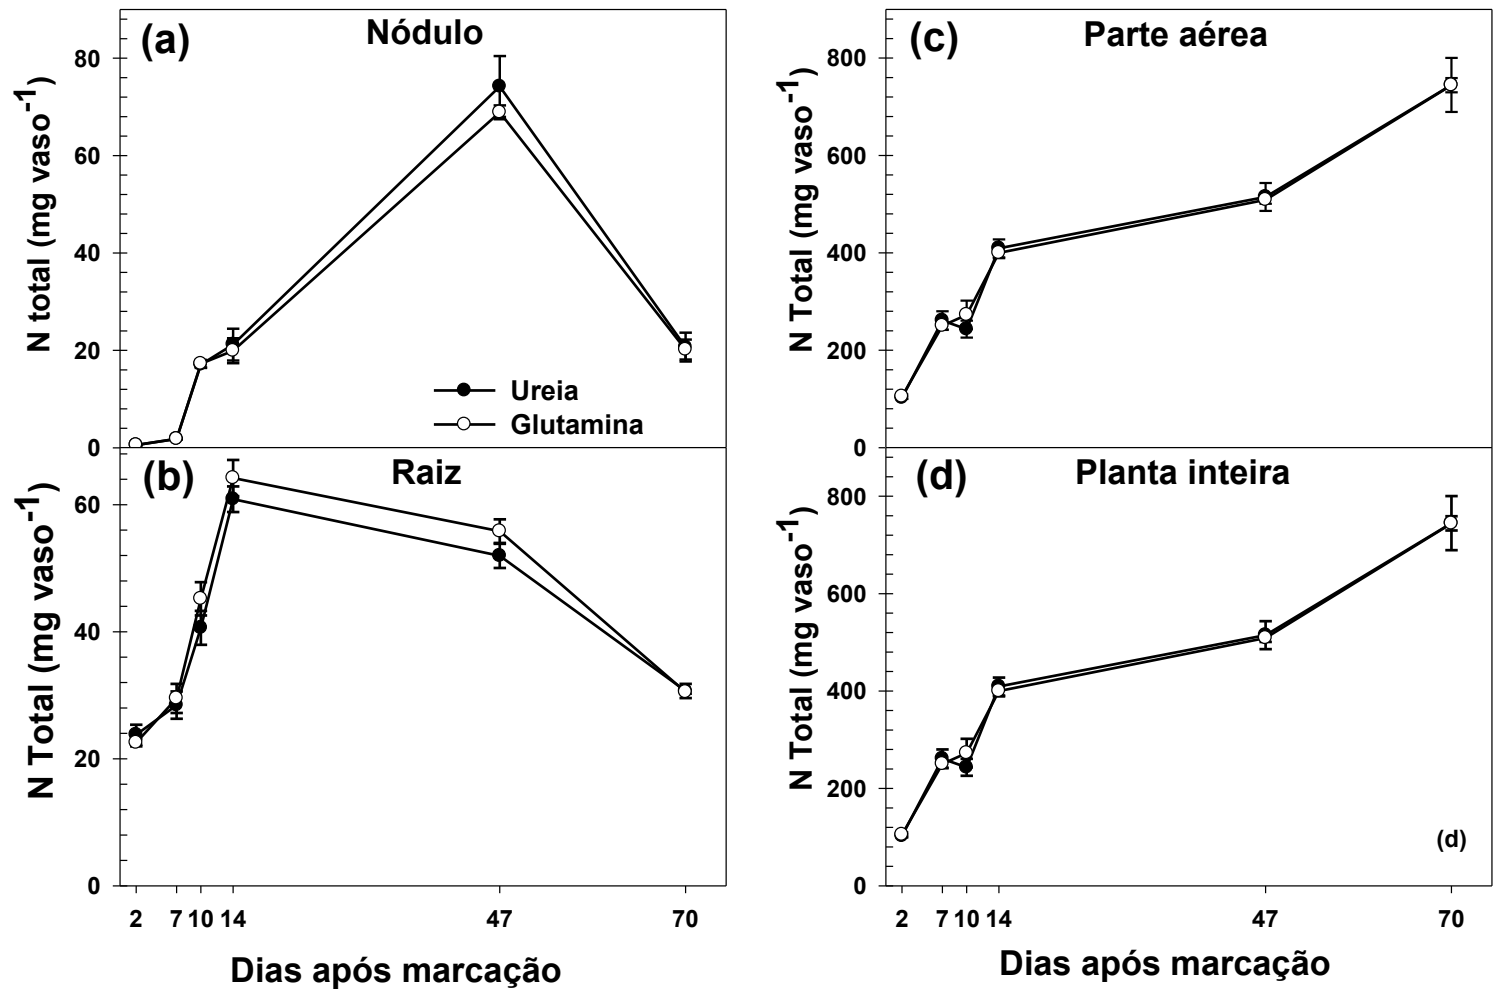 (a)
Nódulo
N total (mg vaso-1)
80
60
40
20
0
Ureia
Glutamina
(b)
Raiz
N Total (mg vaso-1)
60
40
20
0
2 7 10 14 47 70
Dias após marcação
(c)
Parte aérea
N Total (mg vaso-1)
800
600
400
200
0
(d)
Planta inteira
N Total (mg vaso-1)
800
600
400
200
0
(d)
2 7 10 14 47 70
Dias após marcação